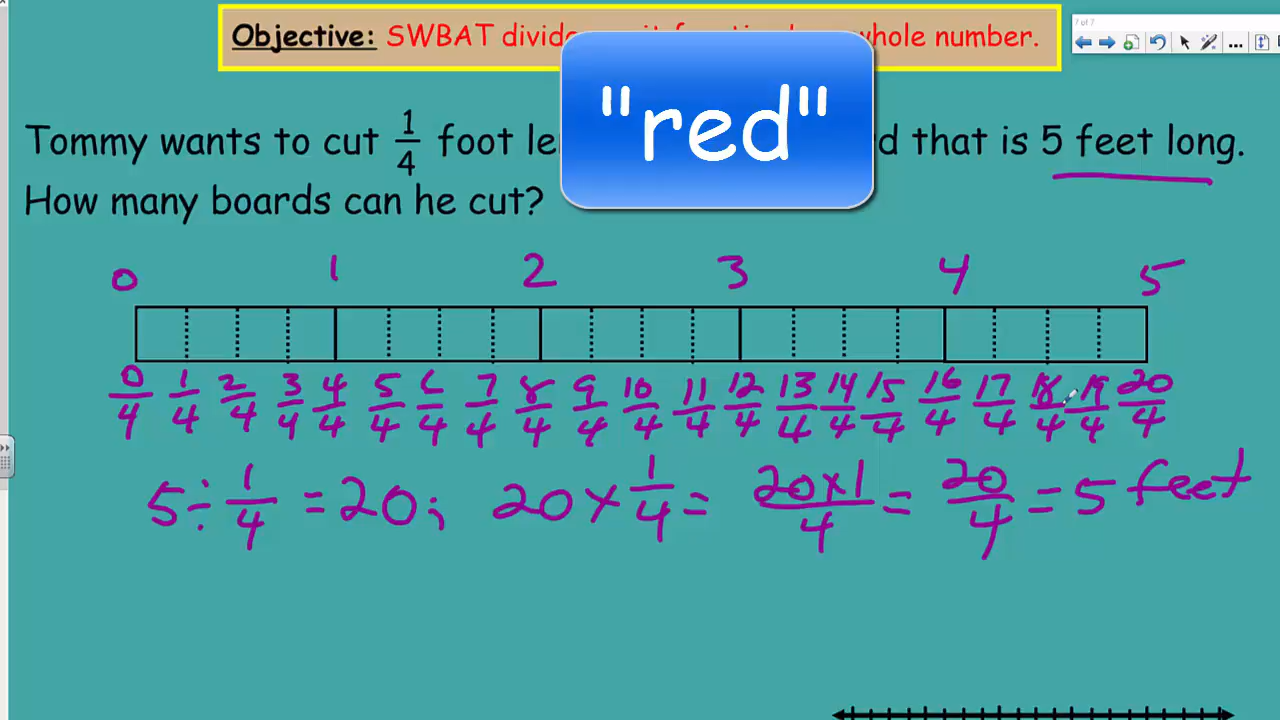 Objective: SWBAT divide whole number.
7 of 7
"red"
Tommy wants to cut 1/4 foot le d that is 5 feet long.
How many boards can he cut?
0 1 2 3 4 5
0/4 1/4 2/4 3/4 4/4 5/4 6/4 7/4 8/4 9/4 10/4 11/4 12/4 13/4 14/4 15/4 16/4 17/4 18/4 19/4 20/4
5 ÷ 1/4 = 20; 20 x 1/4 = 20x1/4 = 20/4 = 5 feet